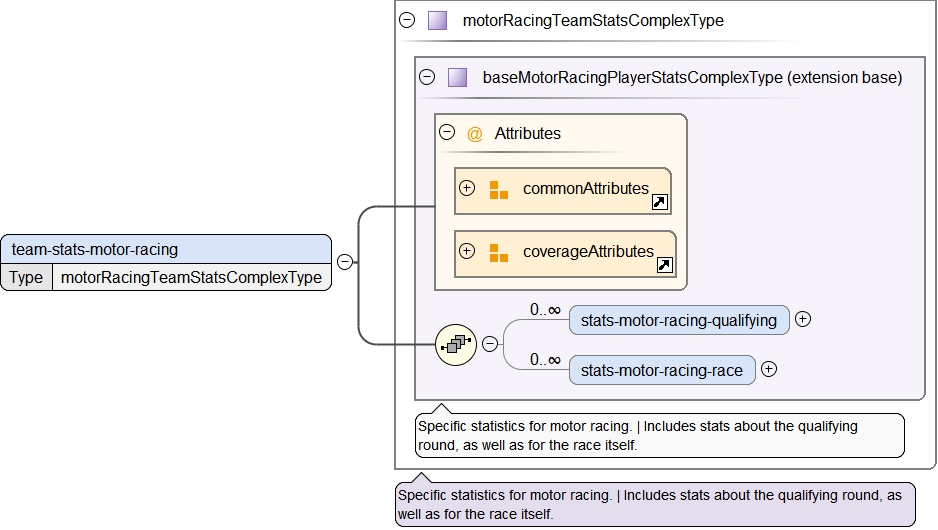 motorRacingTeamStatsComplexType
baseMotorRacingPlayerStatsComplexType (extension base)
@ Attributes
commonAttributes
coverageAttributes
team-stats-motor-racing
Type motorRacingTeamStatsComplexType
0..∞
stats-motor-racing-qualifying
0..∞
stats-motor-racing-race
Specific statistics for motor racing. | Includes stats about the qualifying
round, as well as for the race itself.
Specific statistics for motor racing. | Includes stats about the qualifying round, as
well as for the race itself.